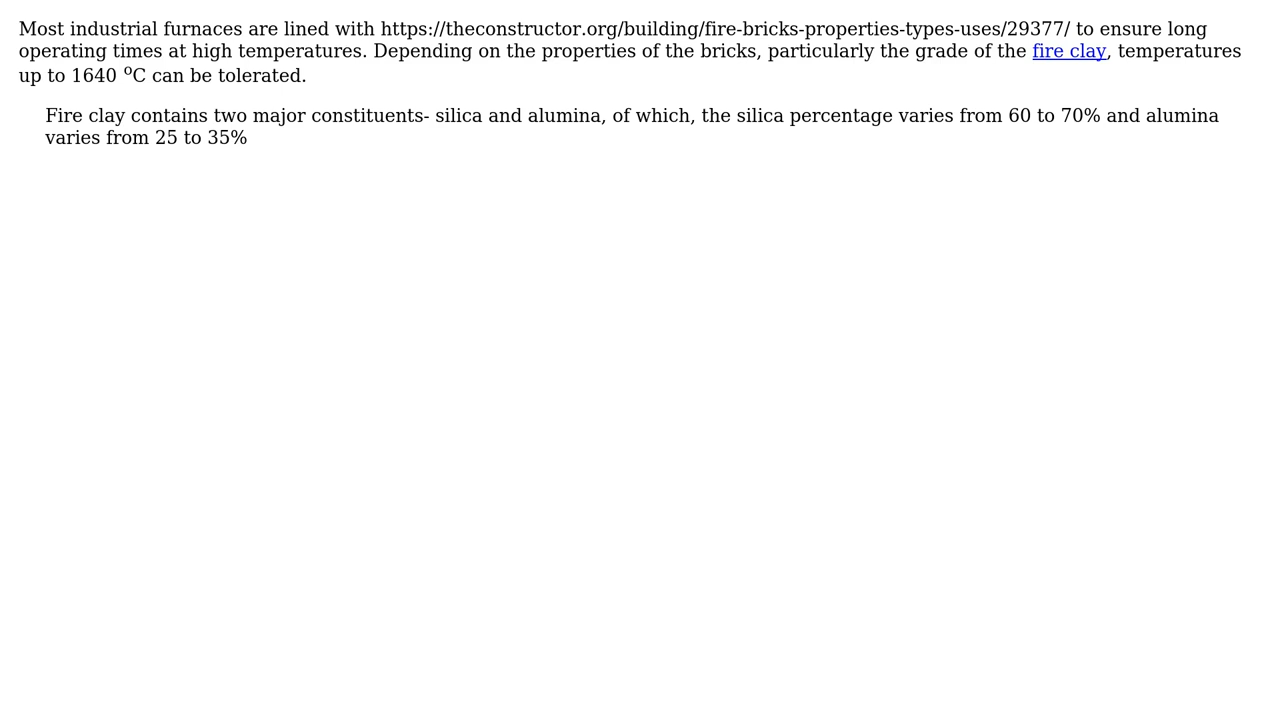 Most industrial furnaces are lined with https://theconstructor.org/building/fire-bricks-properties-types-uses/29377/ to ensure long
operating times at high temperatures. Depending on the properties of the bricks, particularly the grade of the fire clay, temperatures
up to 1640 ⁰C can be tolerated.
Fire clay contains two major constituents- silica and alumina, of which, the silica percentage varies from 60 to 70% and alumina
varies from 25 to 35%